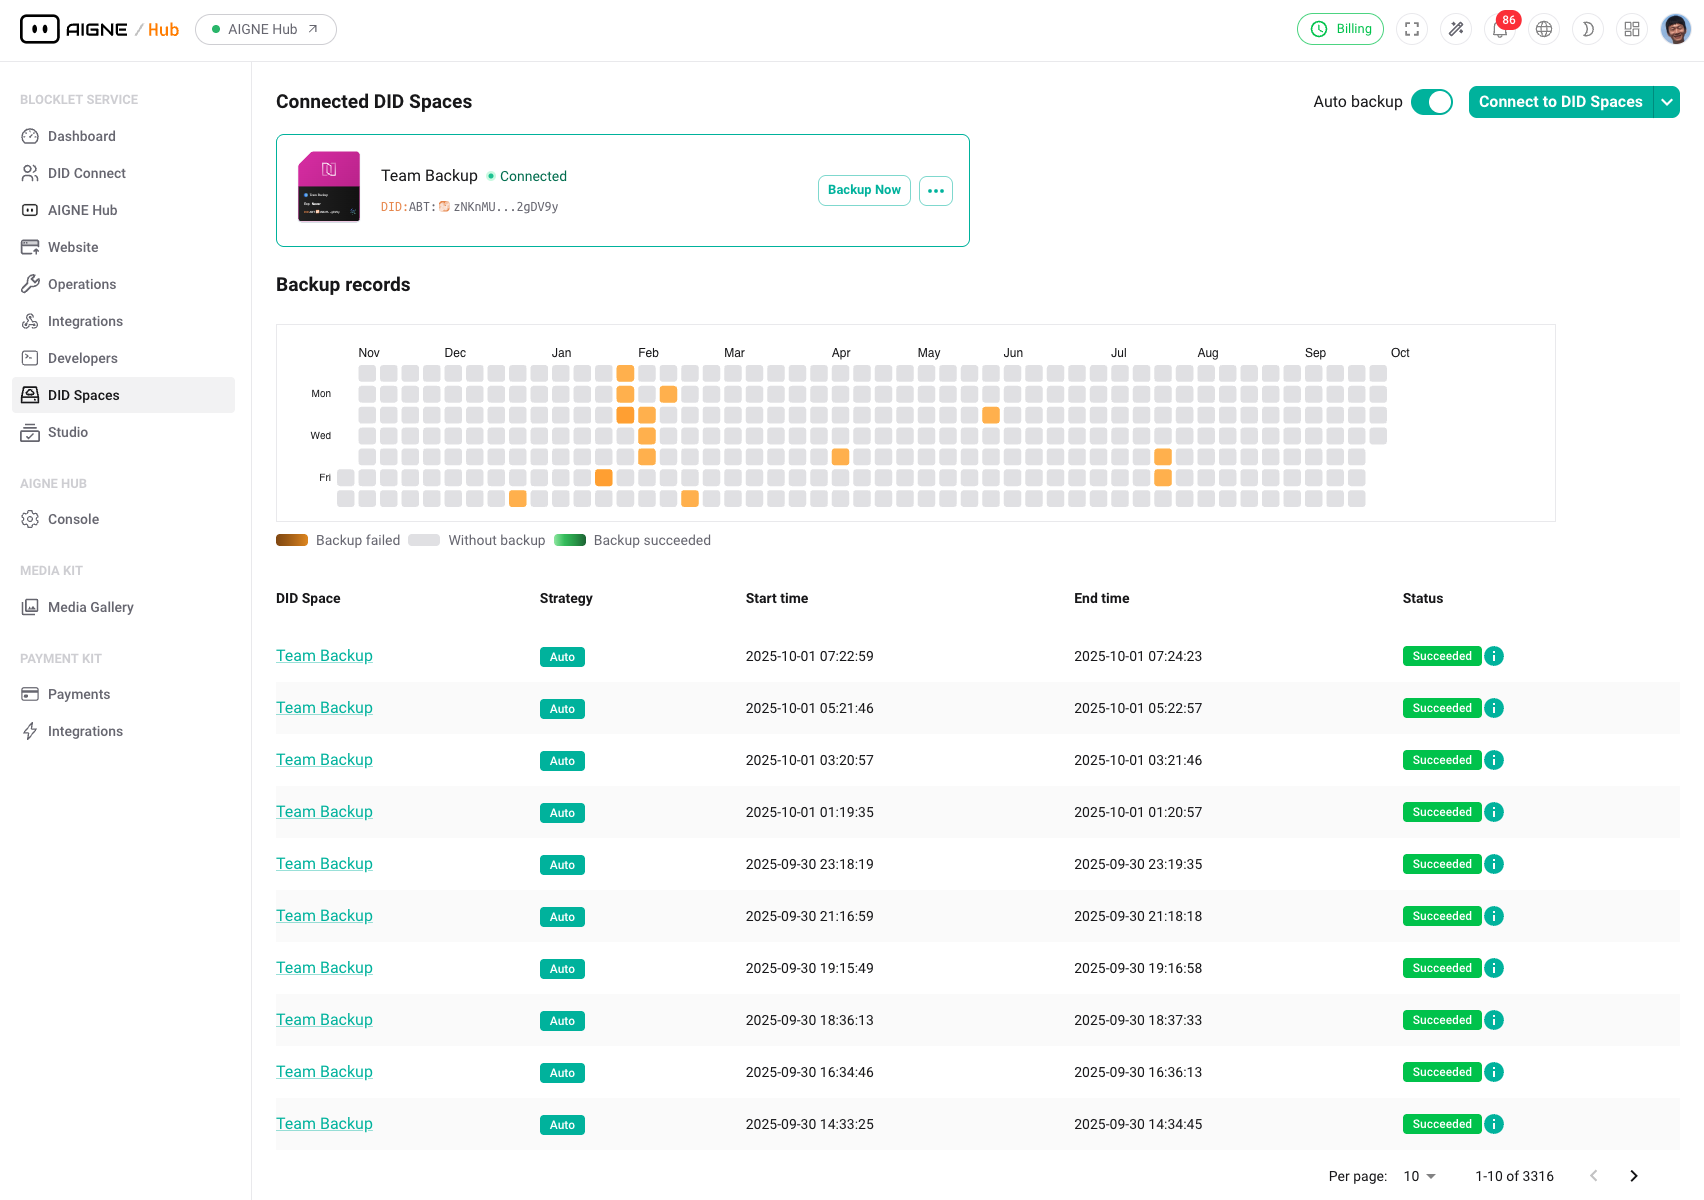 AIGNE / Hub
AIGNE Hub
Billing
86
BLOCKLET SERVICE
Dashboard
DID Connect
AIGNE Hub
Website
Operations
Integrations
Developers
DID Spaces
Studio
AIGNE HUB
Console
MEDIA KIT
Media Gallery
PAYMENT KIT
Payments
Integrations
Connected DID Spaces
Auto backup
Connect to DID Spaces
Team Backup
Connected
DID:ABT: zNKnMU...2gDV9y
Backup Now
Backup records
Nov Dec Jan Feb Mar Apr May Jun Jul Aug Sep Oct
Mon
Wed
Fri
Backup failed Without backup Backup succeeded
DID Space Strategy Start time End time Status
Team Backup Auto 2025-10-01 07:22:59 2025-10-01 07:24:23 Succeeded
Team Backup Auto 2025-10-01 05:21:46 2025-10-01 05:22:57 Succeeded
Team Backup Auto 2025-10-01 03:20:57 2025-10-01 03:21:46 Succeeded
Team Backup Auto 2025-10-01 01:19:35 2025-10-01 01:20:57 Succeeded
Team Backup Auto 2025-09-30 23:18:19 2025-09-30 23:19:35 Succeeded
Team Backup Auto 2025-09-30 21:16:59 2025-09-30 21:18:18 Succeeded
Team Backup Auto 2025-09-30 19:15:49 2025-09-30 19:16:58 Succeeded
Team Backup Auto 2025-09-30 18:36:13 2025-09-30 18:37:33 Succeeded
Team Backup Auto 2025-09-30 16:34:46 2025-09-30 16:36:13 Succeeded
Team Backup Auto 2025-09-30 14:33:25 2025-09-30 14:34:45 Succeeded
Per page: 10 1-10 of 3316